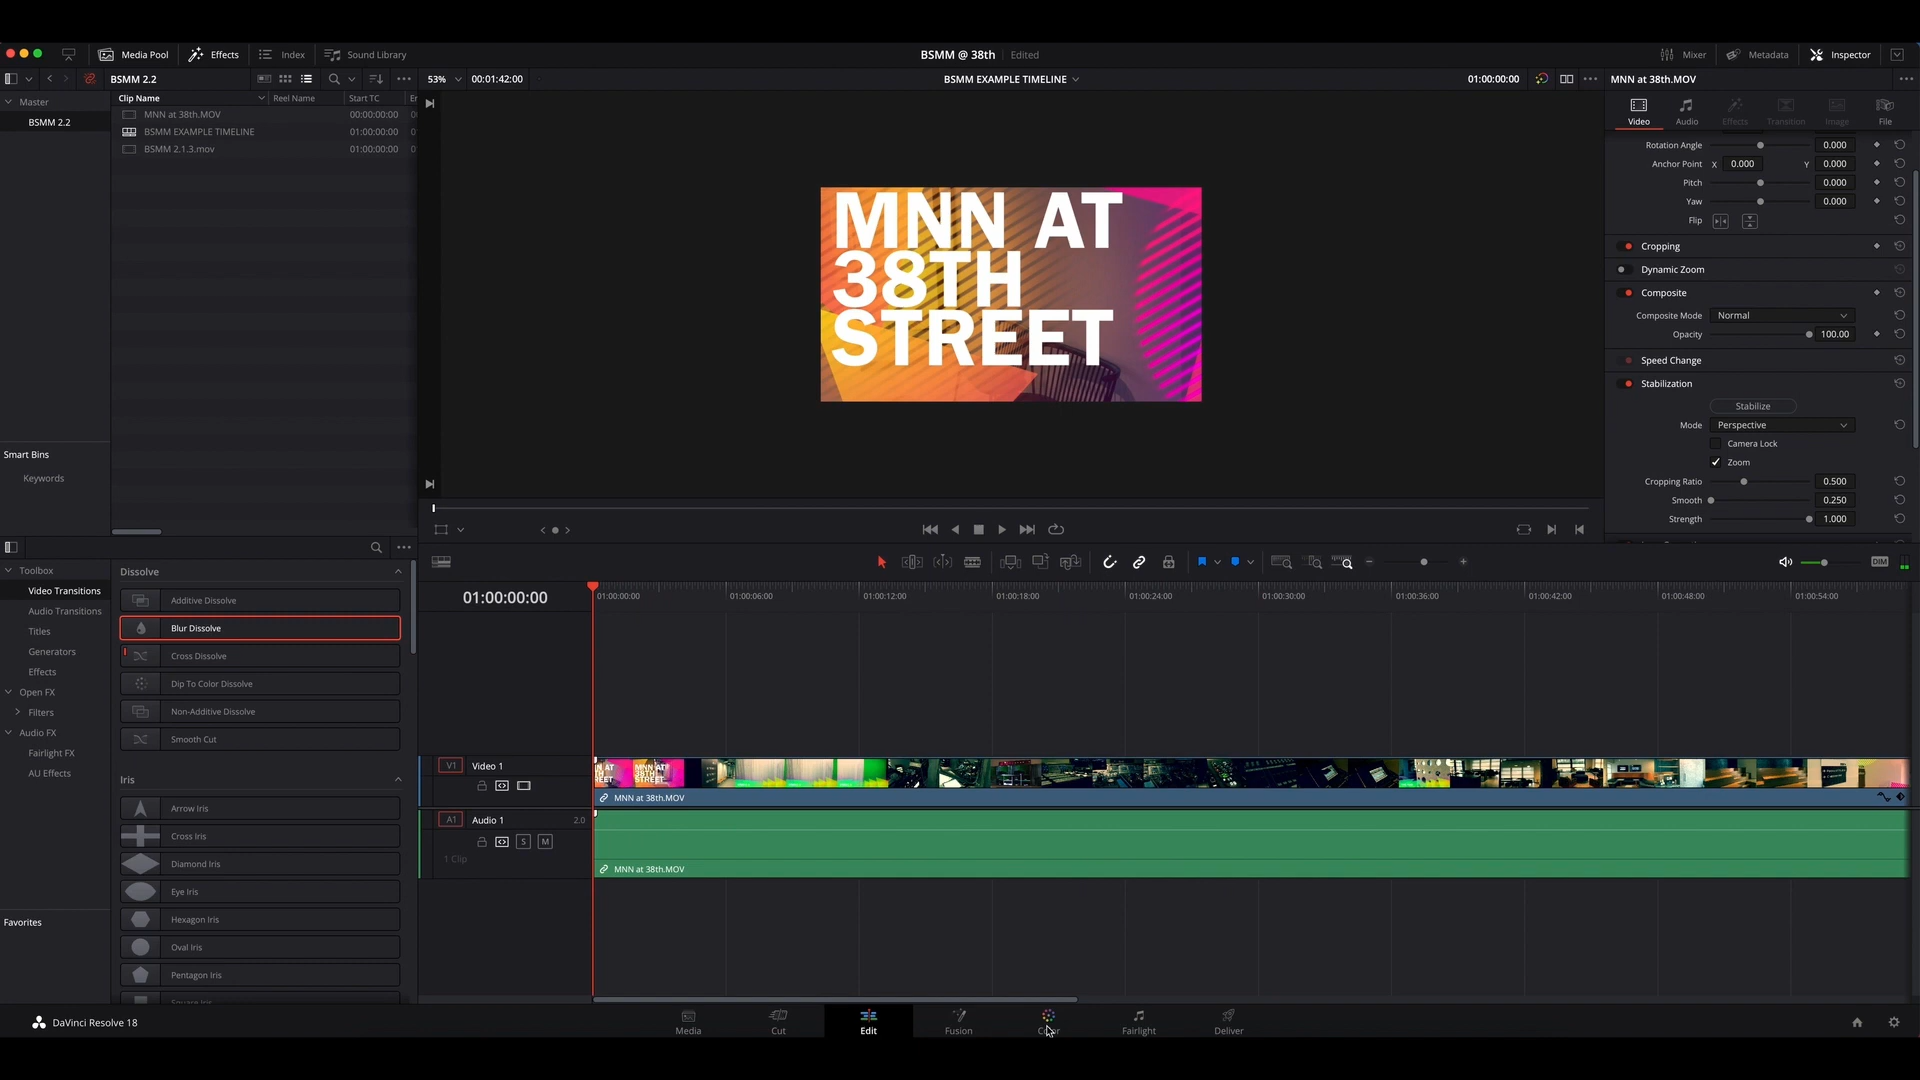 Media Pool Effects Index Sound Library BSMM @ 38th Edited Mixer Metadata Inspector
BSMM 2.2 53% 00:01:42:00 BSMM EXAMPLE TIMELINE 01:00:00:00 MNN at 38th.MOV
Master
BSMM 2.2
Clip Name Reel Name Start TC
MNN at 38th.MOV 00:00:00:00
BSMM EXAMPLE TIMELINE 01:00:00:00
BSMM 2.1.3.mov 01:00:00:00
Smart Bins
Keywords
MNN AT
38TH
STREET
Video Audio Effects Transition Image File
Rotation Angle 0.000
Anchor Point X 0.000 Y 0.000
Pitch 0.000
Yaw 0.000
Flip
Cropping
Dynamic Zoom
Composite
Composite Mode Normal
Opacity 100.00
Speed Change
Stabilization
Stabilize
Mode Perspective
Camera Lock
Zoom
Cropping Ratio 0.500
Smooth 0.250
Strength 1.000
Toolbox
Video Transitions
Audio Transitions
Titles
Generators
Effects
Open FX
Filters
Audio FX
Fairlight FX
AU Effects
Favorites
Dissolve
Additive Dissolve
Blur Dissolve
Cross Dissolve
Dip To Color Dissolve
Non-Additive Dissolve
Smooth Cut
Iris
Arrow Iris
Cross Iris
Diamond Iris
Eye Iris
Hexagon Iris
Oval Iris
Pentagon Iris
Square Iris
DIM
01:00:00:00 01:00:00:00 01:00:06:00 01:00:12:00 01:00:18:00 01:00:24:00 01:00:30:00 01:00:36:00 01:00:42:00 01:00:48:00 01:00:54:00
V1 Video 1
MNN at 38th.MOV
A1 Audio 1 2.0
S M
1 Clip
MNN at 38th.MOV
DaVinci Resolve 18 Media Cut Edit Fusion Color Fairlight Deliver